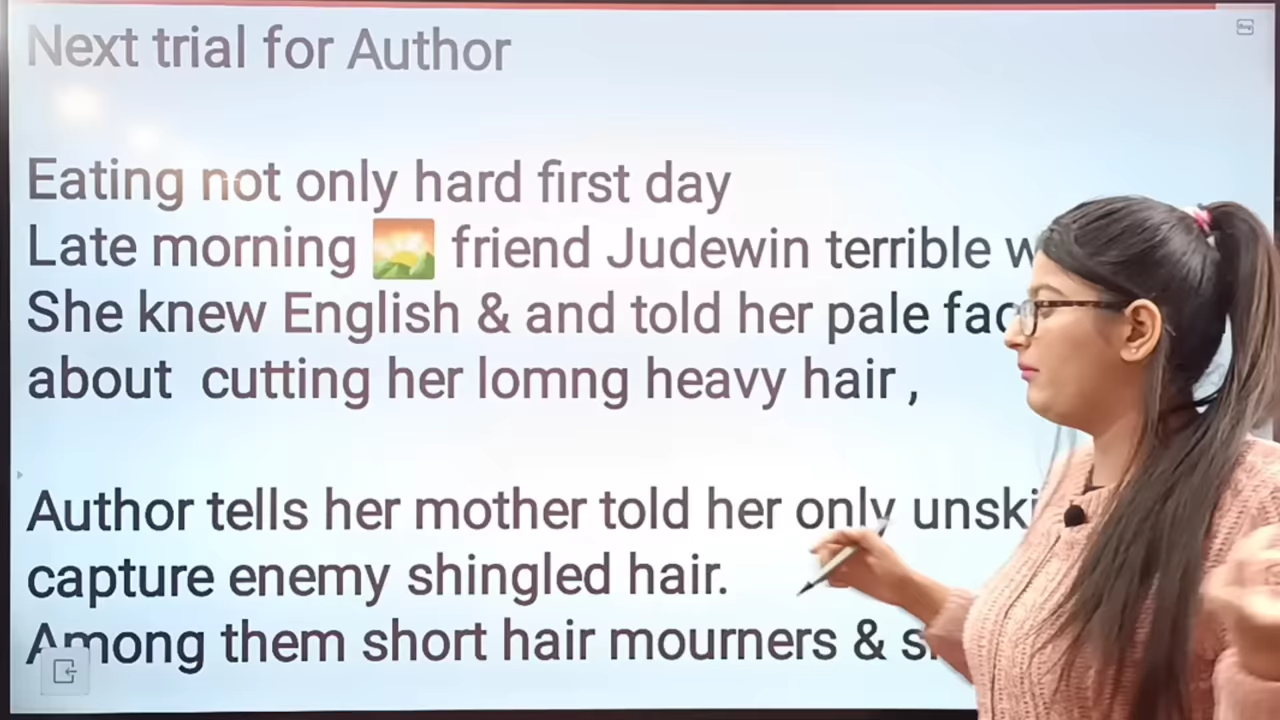 Next trial for Author
Eating not only hard first day
Late morning friend Judewin terrible
She knew English & and told her pale
about cutting her lomng heavy hair ,
Author tells her mother told her only
capture enemy shingled hair.
Among them short hair mourners &